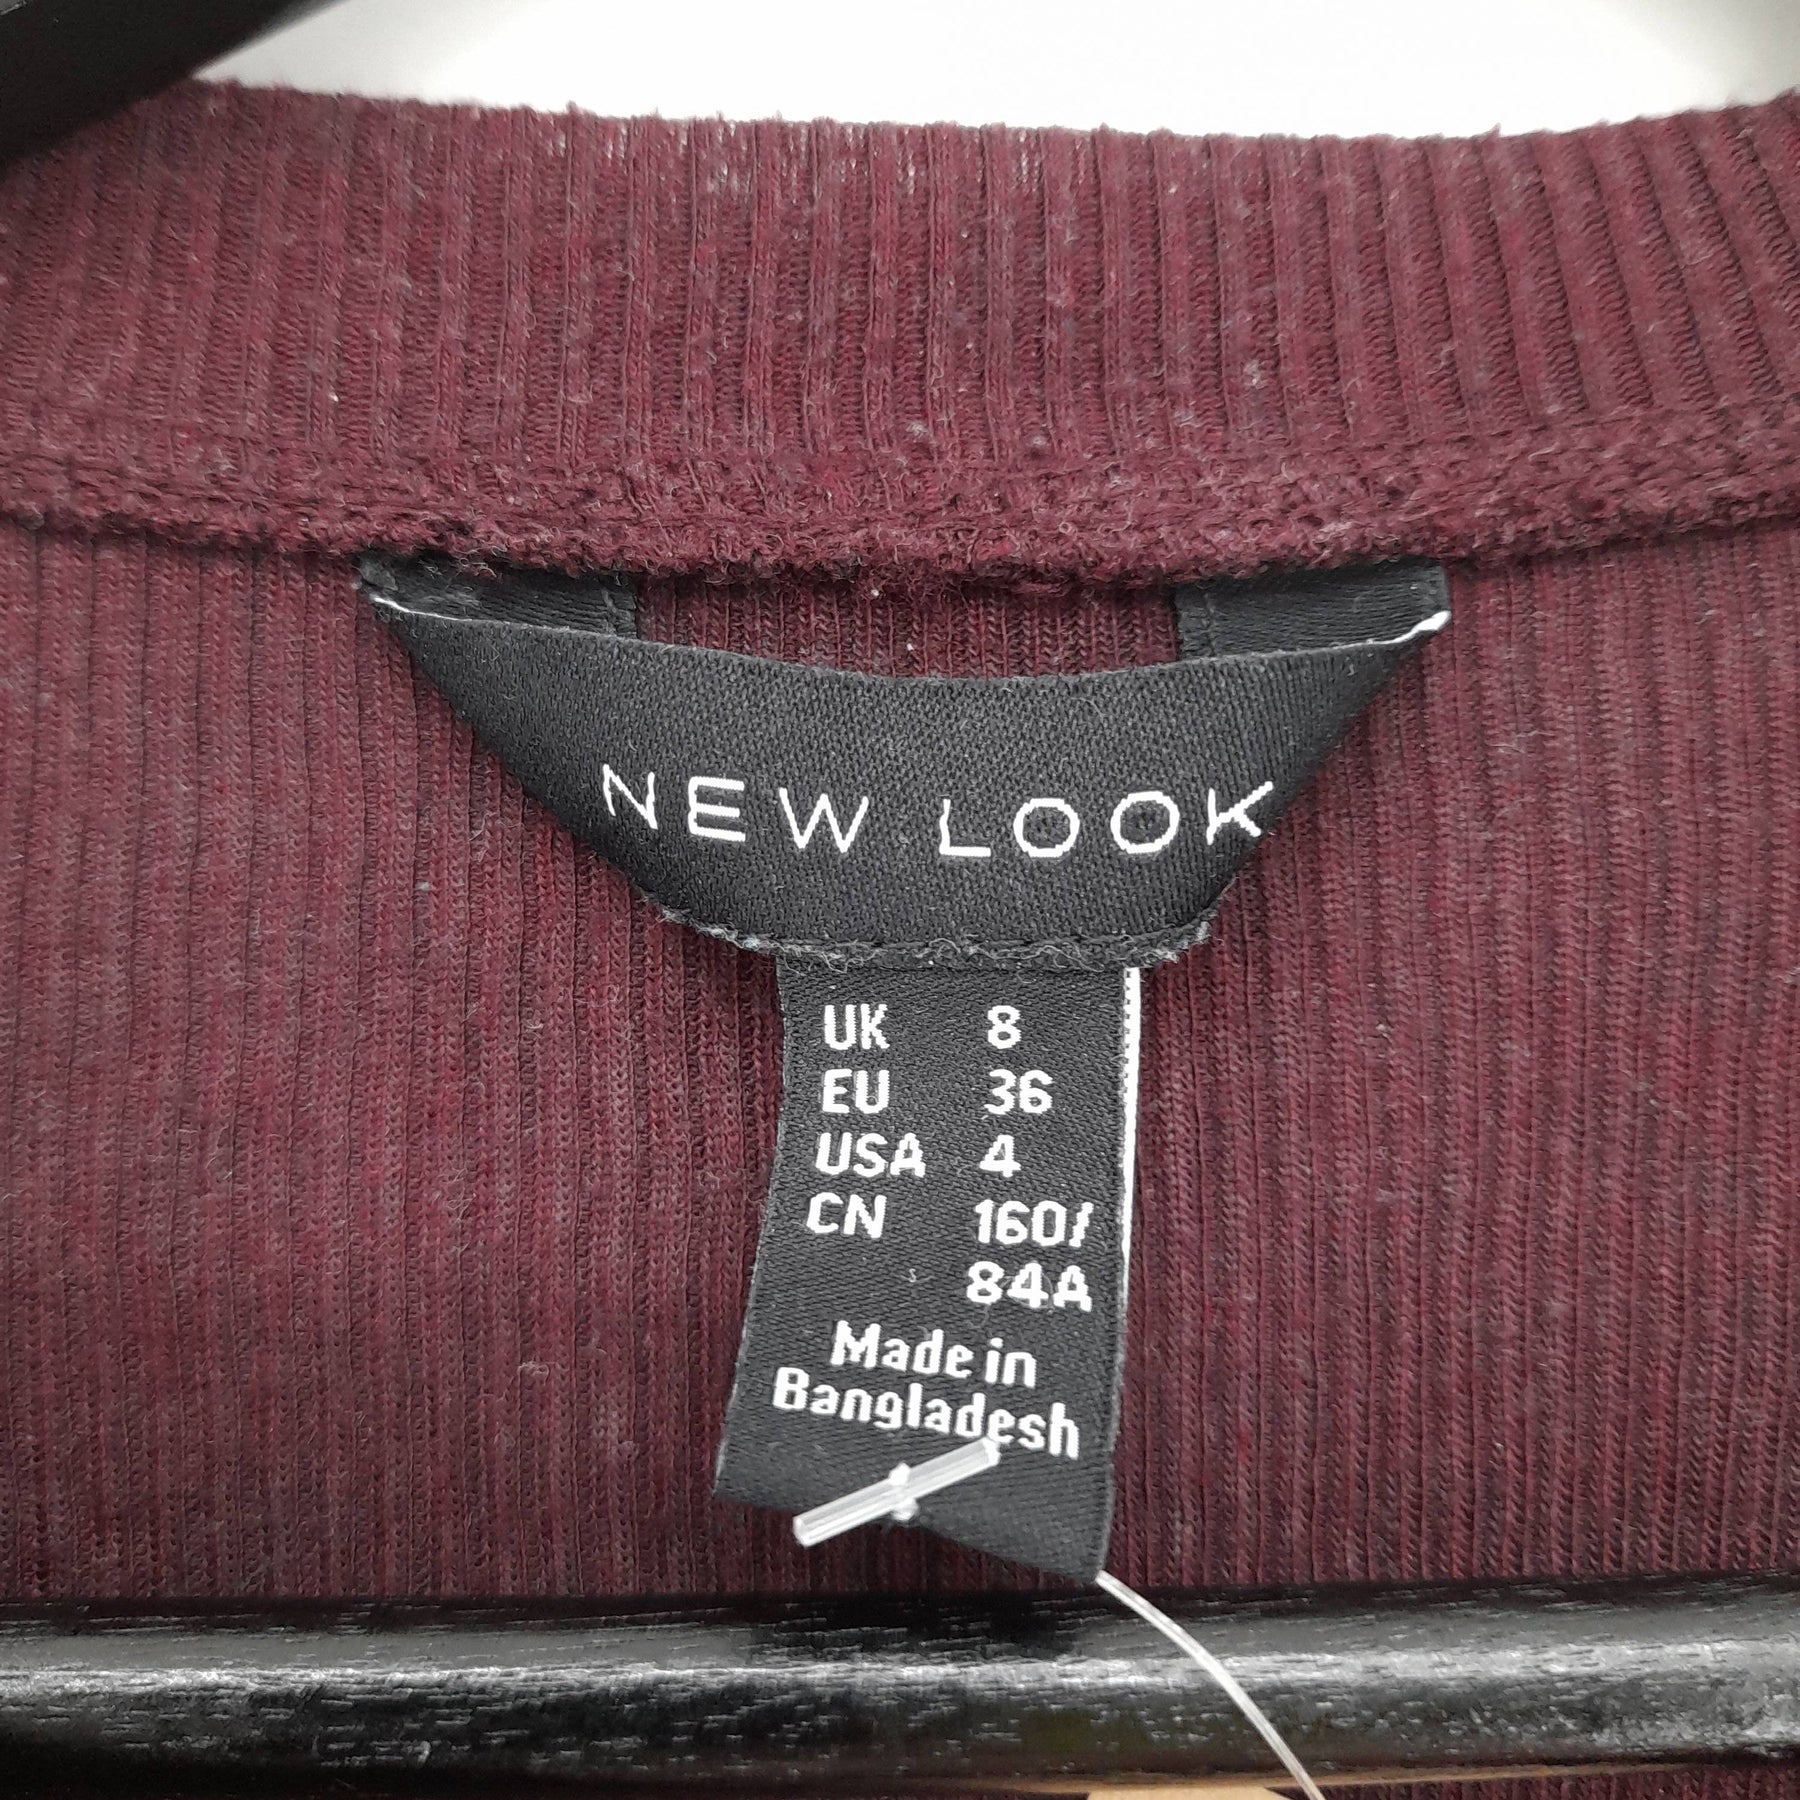 NEW LOOK
UK 8
EU 36
USA 4
CN 160/
84A
Made in
Bangladesh